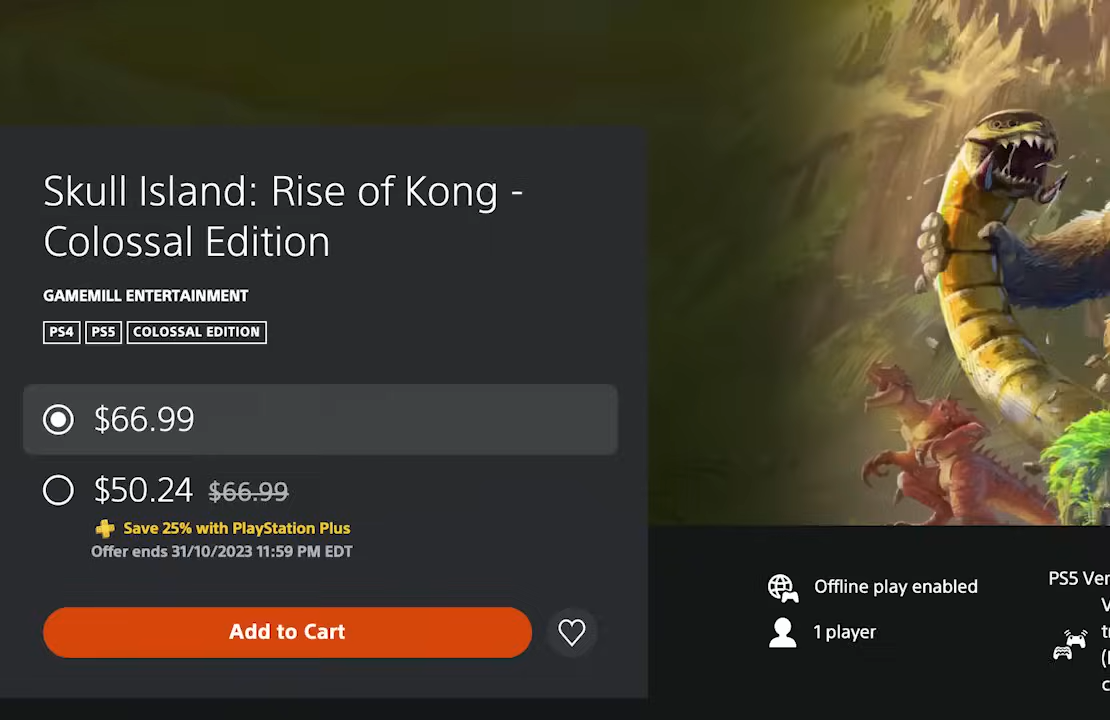 Skull Island: Rise of Kong -
Colossal Edition
GAMEMILL ENTERTAINMENT
PS4 PS5 COLOSSAL EDITION
$66.99
$50.24 $66.99
Save 25% with PlayStation Plus
Offer ends 31/10/2023 11:59 PM EDT
Add to Cart
Offline play enabled
1 player
PS5